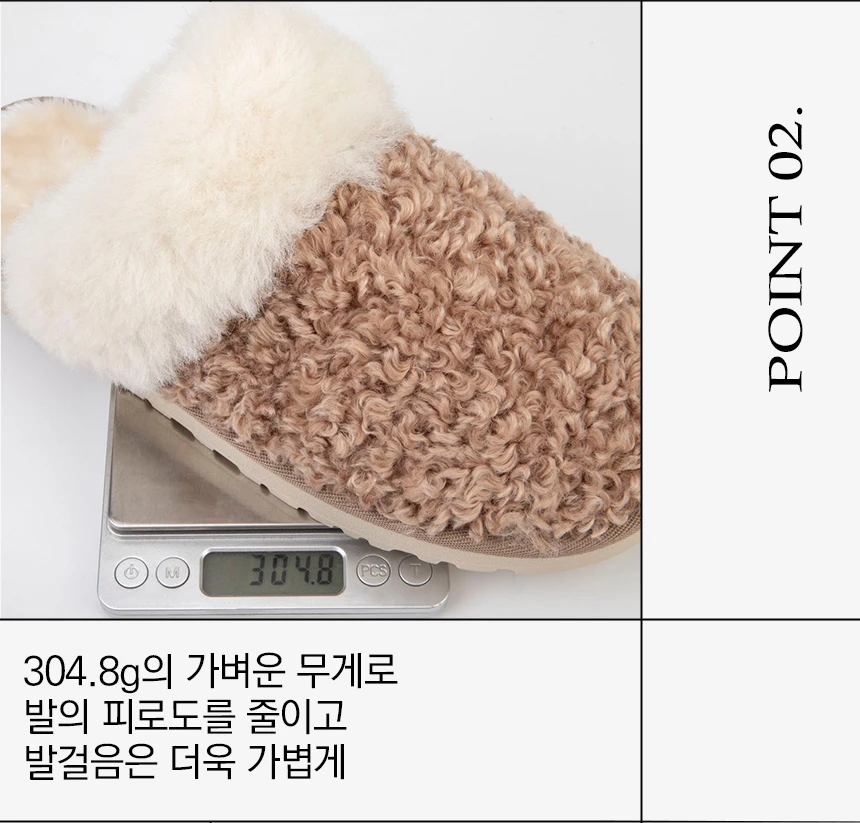 POINT 02.
M
304.8
PCS
T
304.8g의 가벼운 무게로
발의 피로도를 줄이고
발걸음은 더욱 가볍게